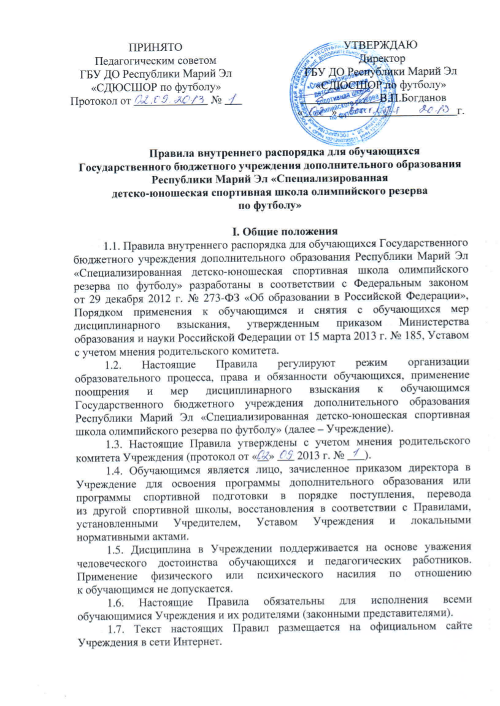 ПРИНЯТО
Педагогическим советом
ГБУ ДО Республики Марий Эл
«СДЮСШОР по футболу»
Протокол от 02.09.2013 № 1
УТВЕРЖДАЮ
Директор
ГБУ ДО Республики Марий Эл
«СДЮСШОР по футболу»
В.П.Богданов
2013 г.
Правила внутреннего распорядка для обучающихся
Государственного бюджетного учреждения дополнительного образования
Республики Марий Эл «Специализированная
детско-юношеская спортивная школа олимпийского резерва
по футболу»
I. Общие положения
1.1. Правила внутреннего распорядка для обучающихся Государственного
бюджетного учреждения дополнительного образования Республики Марий Эл
«Специализированная детско-юношеская спортивная школа олимпийского
резерва по футболу» разработаны в соответствии с Федеральным законом
от 29 декабря 2012 г. № 273-ФЗ «Об образовании в Российской Федерации»,
Порядком применения к обучающимся и снятия с обучающихся мер
дисциплинарного взыскания, утвержденным приказом Министерства
образования и науки Российской Федерации от 15 марта 2013 г. № 185, Уставом
с учетом мнения родительского комитета.
1.2. Настоящие Правила регулируют режим организации
образовательного процесса, права и обязанности обучающихся, применение
поощрения и мер дисциплинарного взыскания к обучающимся
Государственного бюджетного учреждения дополнительного образования
Республики Марий Эл «Специализированная детско-юношеская спортивная
школа олимпийского резерва по футболу» (далее – Учреждение).
1.3. Настоящие Правила утверждены с учетом мнения родительского
комитета Учреждения (протокол от «02» 09 2013 г. № 1).
1.4. Обучающимся является лицо, зачисленное приказом директора в
Учреждение для освоения программы дополнительного образования или
программы спортивной подготовки в порядке поступления, перевода
из другой спортивной школы, восстановления в соответствии с Правилами,
установленными Учредителем, Уставом Учреждения и локальными
нормативными актами.
1.5. Дисциплина в Учреждении поддерживается на основе уважения
человеческого достоинства обучающихся и педагогических работников.
Применение физического или психического насилия по отношению
к обучающимся не допускается.
1.6. Настоящие Правила обязательны для исполнения всеми
обучающимися Учреждения и их родителями (законными представителями).
1.7. Текст настоящих Правил размещается на официальном сайте
Учреждения в сети Интернет.